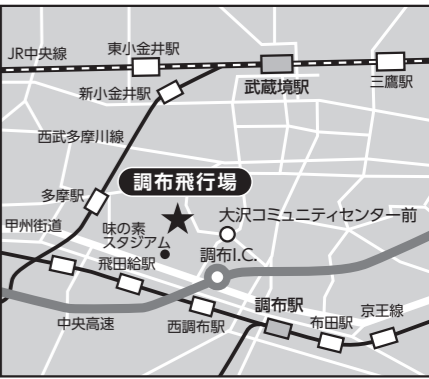 JR中央線
東小金井駅
武蔵境駅
三鷹駅
新小金井駅
西武多摩川線
調布飛行場
多摩駅
大沢コミュニティセンター前
甲州街道
味の素
スタジアム
調布I.C.
飛田給駅
調布駅
京王線
中央高速
西調布駅
布田駅